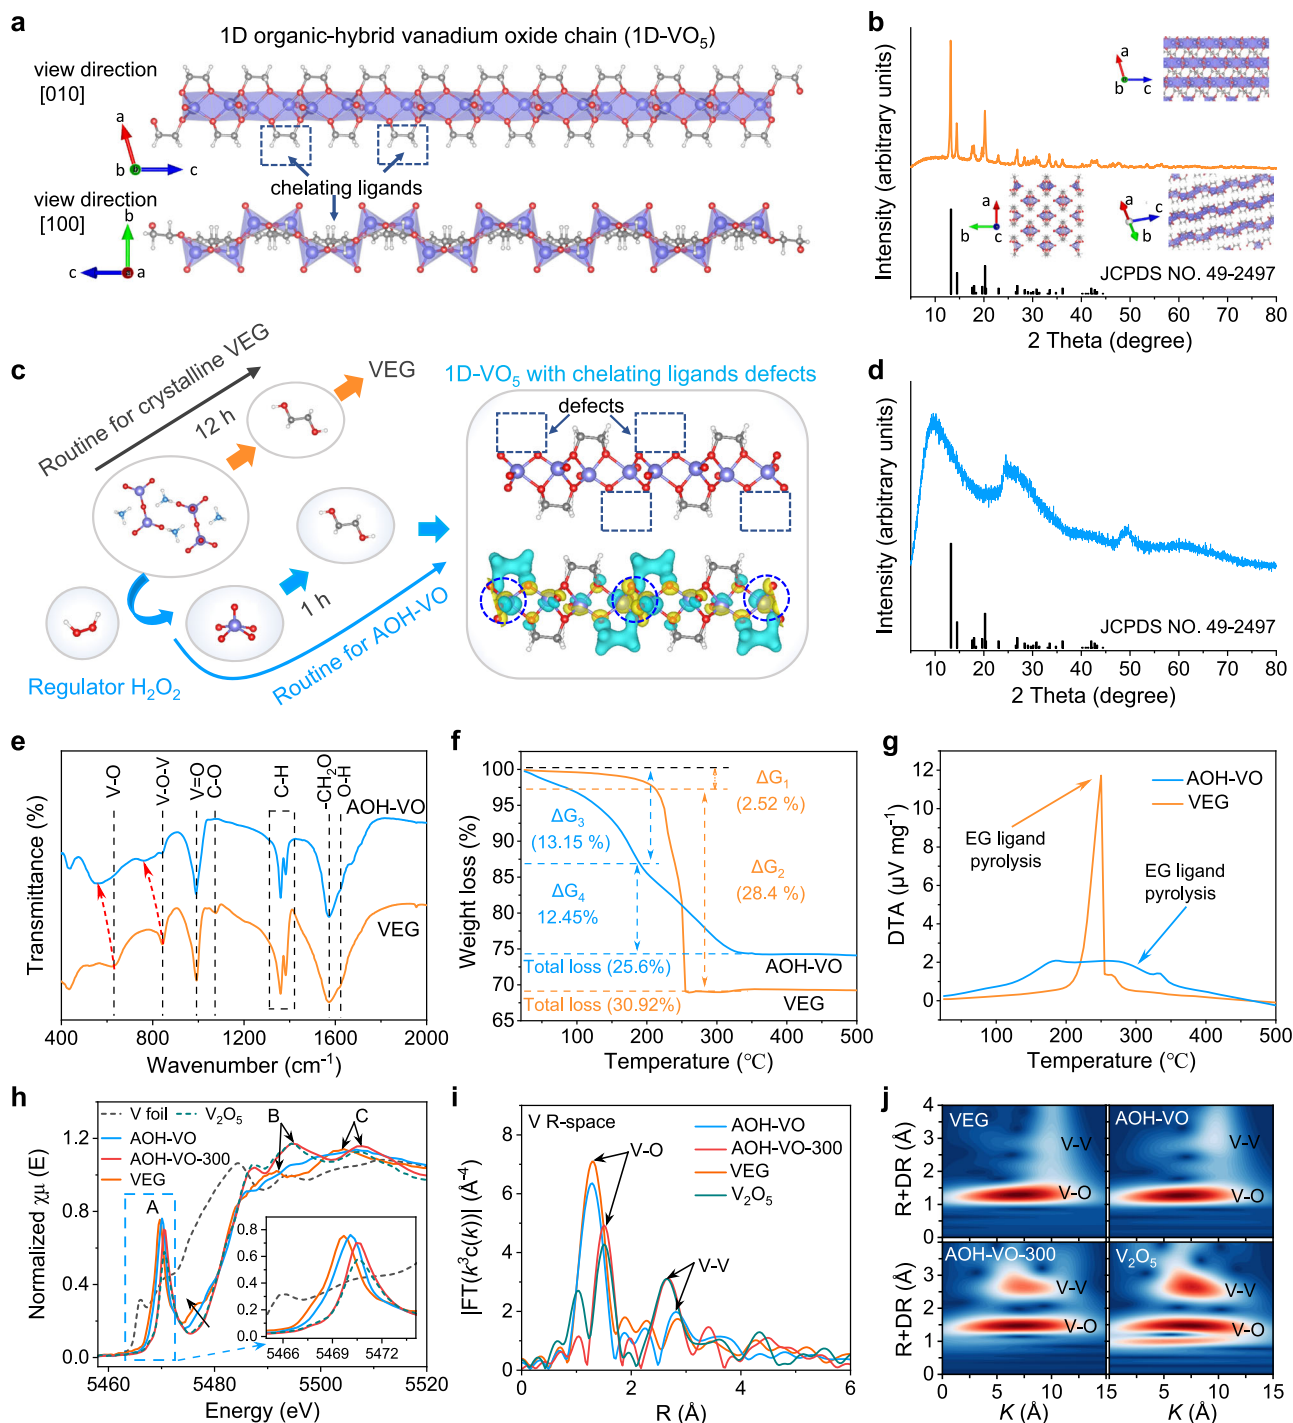 a
1D organic-hybrid vanadium oxide chain (1D-VO₅)
view direction
[010]
a
b
c
chelating ligands
view direction
[100]
b
c
a
b
Intensity (arbitrary units)
a
b
c
a
b
c
a
c
b
JCPDS NO. 49-2497
10 20 30 40 50 60 70 80
2 Theta (degree)
c
Routine for crystalline VEG
12 h
VEG
1 h
Regulator H₂O₂
Routine for AOH-VO
1D-VO₅ with chelating ligands defects
defects
d
Intensity (arbitrary units)
JCPDS NO. 49-2497
10 20 30 40 50 60 70 80
2 Theta (degree)
e
Transmittance (%)
V-O
V-O-V
V=O
C-O
C-H
-CH₂O
O-H
AOH-VO
VEG
400 800 1200 1600 2000
Wavenumber (cm⁻¹)
f
Weight loss (%)
100
95
90
85
80
75
70
65
ΔG₁
(2.52 %)
ΔG₃
(13.15 %)
ΔG₂
(28.4 %)
ΔG₄
12.45%
Total loss (25.6%)
AOH-VO
Total loss (30.92%)
VEG
100 200 300 400 500
Temperature (℃)
g
DTA (μV mg⁻¹)
12
10
8
6
4
2
0
AOH-VO
VEG
EG ligand
pyrolysis
EG ligand
pyrolysis
100 200 300 400 500
Temperature (℃)
h
Normalized χμ (E)
1.2
0.8
0.4
0.0
V foil
V₂O₅
AOH-VO
AOH-VO-300
VEG
A
B
C
0.8
0.6
0.4
0.2
0.0
5466 5469 5472
5460 5480 5500 5520
Energy (eV)
i
|FT(k³c(k))| (Å⁻⁴)
8
6
4
2
0
V R-space
AOH-VO
AOH-VO-300
VEG
V₂O₅
V-O
V-V
0 2 4 6
R (Å)
j
R+DR (Å)
4
3
2
1
0
VEG
V-V
V-O
AOH-VO
V-V
V-O
R+DR (Å)
3
2
1
0
AOH-VO-300
V-V
V-O
V₂O₅
V-V
V-O
0 5 10 15
5 10 15
K (Å)
K (Å)